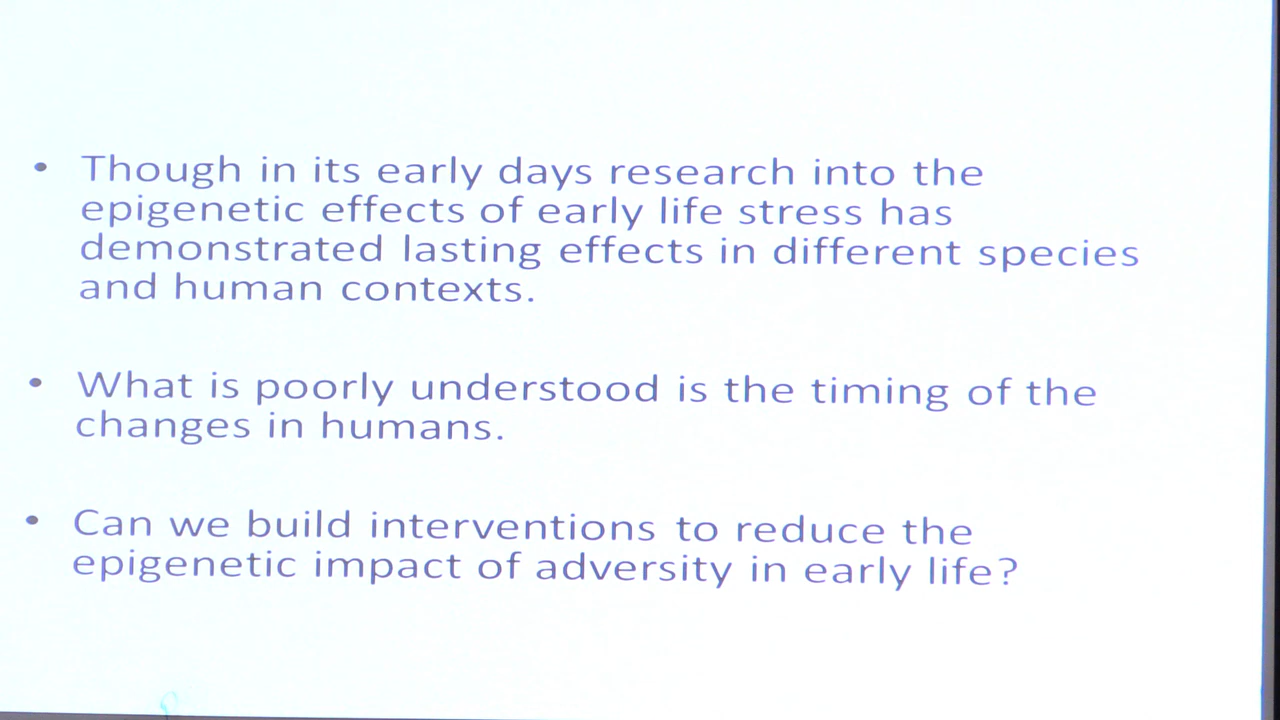 • Though in its early days research into the
epigenetic effects of early life stress has
demonstrated lasting effects in different species
and human contexts.
• What is poorly understood is the timing of the
changes in humans.
• Can we build interventions to reduce the
epigenetic impact of adversity in early life?